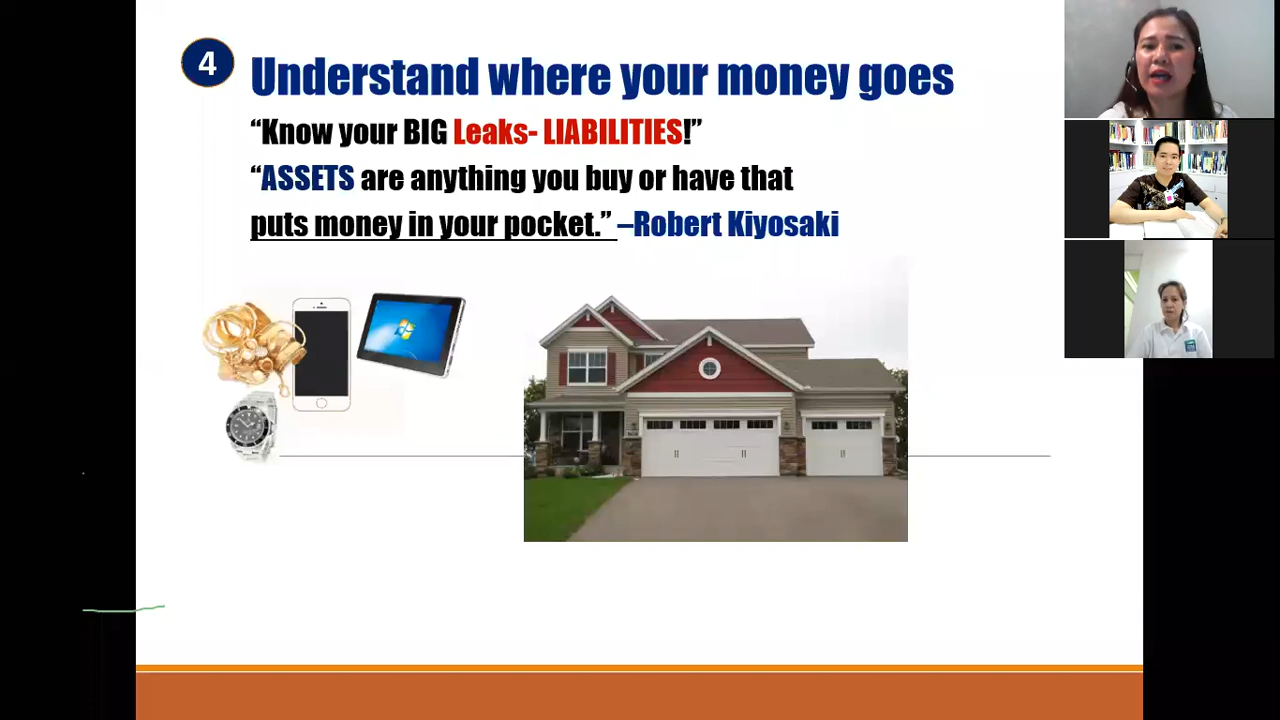 4
Understand where your money goes
“Know your BIG Leaks- LIABILITIES!”
“ASSETS are anything you buy or have that
puts money in your pocket.” –Robert Kiyosaki